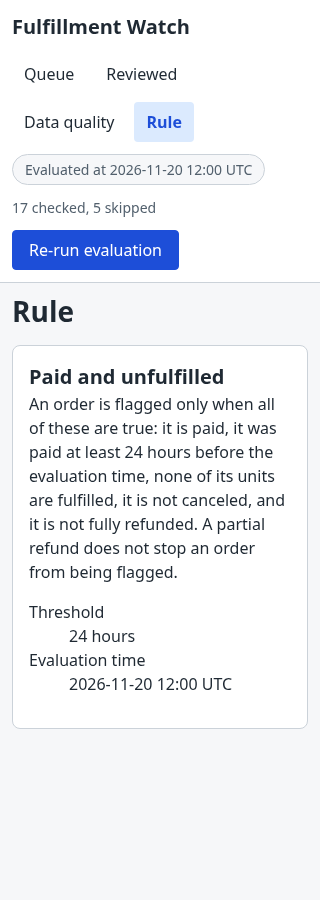 Fulfillment Watch
Queue Reviewed
Data quality Rule
Evaluated at 2026-11-20 12:00 UTC
17 checked, 5 skipped
Re-run evaluation
Rule
Paid and unfulfilled
An order is flagged only when all
of these are true: it is paid, it was
paid at least 24 hours before the
evaluation time, none of its units
are fulfilled, it is not canceled, and
it is not fully refunded. A partial
refund does not stop an order
from being flagged.
Threshold
24 hours
Evaluation time
2026-11-20 12:00 UTC